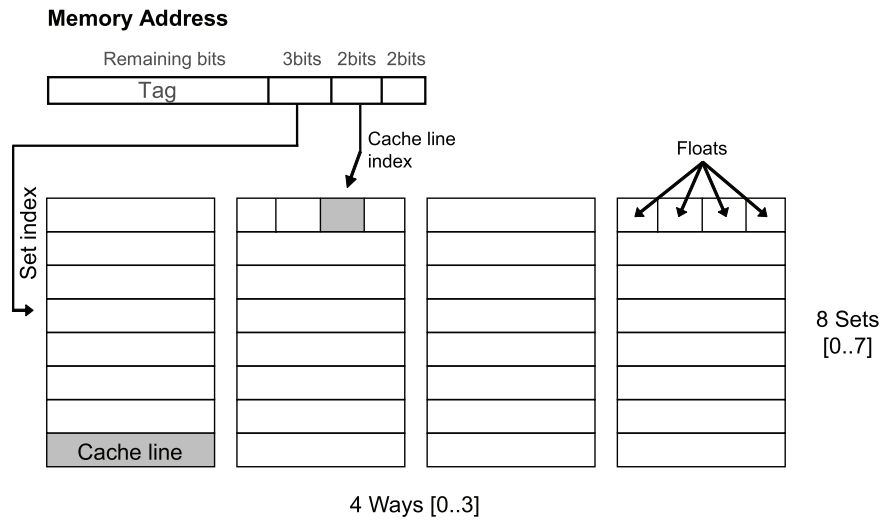 Memory Address
Remaining bits 3bits 2bits 2bits
Tag
Cache line
index
Floats
Set index
8 Sets
[0..7]
Cache line
4 Ways [0..3]